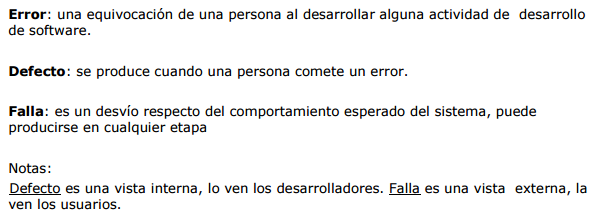 Error: una equivocación de una persona al desarrollar alguna actividad de desarrollo
de software.
Defecto: se produce cuando una persona comete un error.
Falla: es un desvío respecto del comportamiento esperado del sistema, puede
producirse en cualquier etapa
Notas:
Defecto es una vista interna, lo ven los desarrolladores. Falla es una vista externa, la
ven los usuarios.